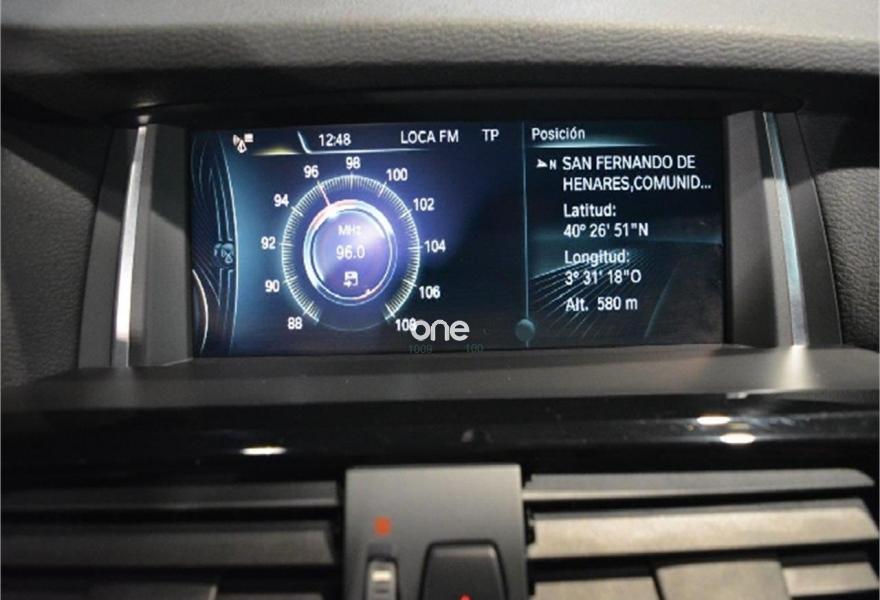 12:48 LOCA FM TP
Posición
N SAN FERNANDO DE
HENARES,COMUNID...
Latitud:
40° 26' 51"N
Longitud:
3° 31' 18"O
Alt. 580 m
88
90
92
94
96
98
100
102
104
106
108
MHz
96.0
one